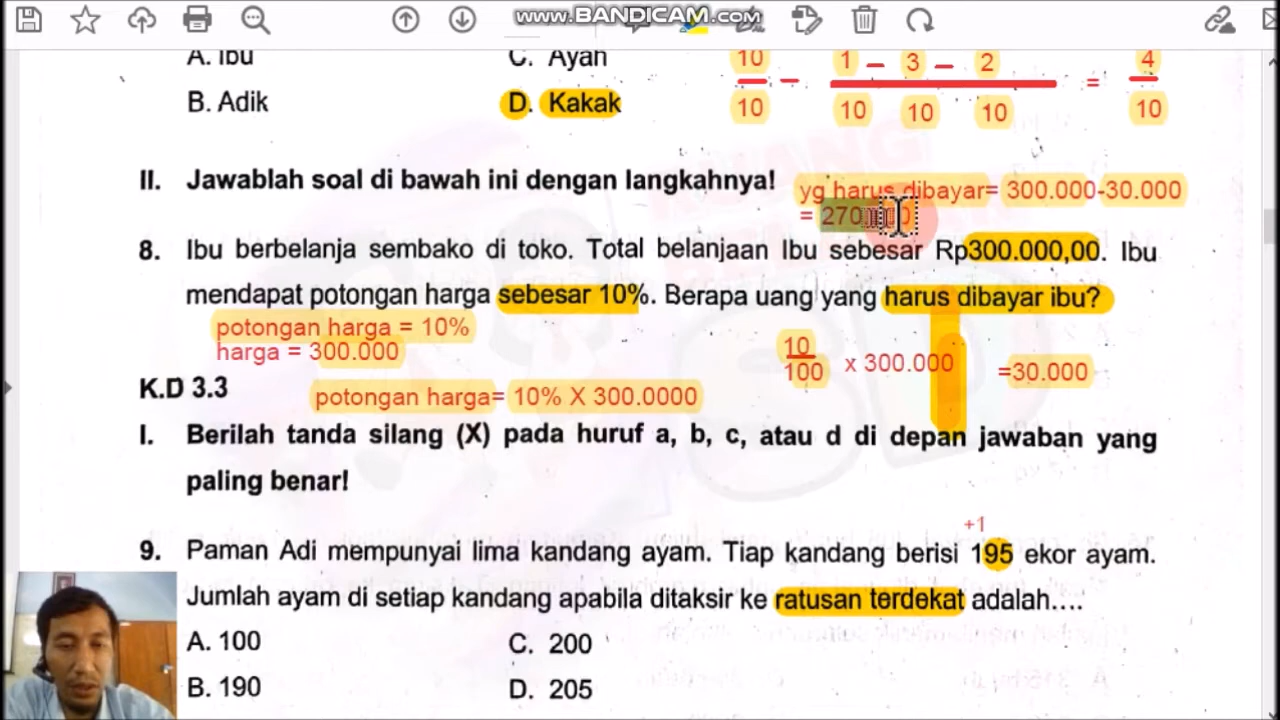 www.BANDICAM.com
A. Ibu
C. Ayah
10
1 - 3 - 2
4
-
=
10
10 10 10
10
B. Adik
D. Kakak
II. Jawablah soal di bawah ini dengan langkahnya!
yg harus dibayar= 300.000-30.000
= 270.000
8. Ibu berbelanja sembako di toko. Total belanjaan Ibu sebesar Rp300.000,00. Ibu
mendapat potongan harga sebesar 10%. Berapa uang yang harus dibayar ibu?
potongan harga = 10%
harga = 300.000
10
100
x 300.000
=30.000
K.D 3.3
potongan harga= 10% X 300.0000
I. Berilah tanda silang (X) pada huruf a, b, c, atau d di depan jawaban yang
paling benar!
+1
9. Paman Adi mempunyai lima kandang ayam. Tiap kandang berisi 195 ekor ayam.
Jumlah ayam di setiap kandang apabila ditaksir ke ratusan terdekat adalah....
A. 100
C. 200
B. 190
D. 205